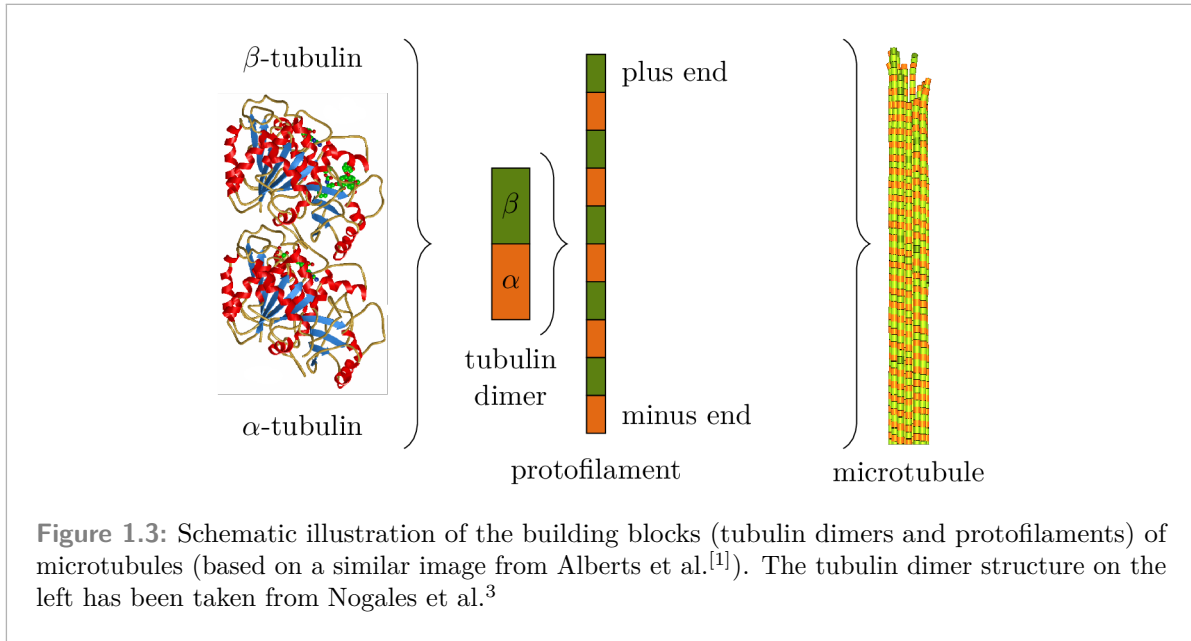 β-tubulin
α-tubulin
β
α
tubulin
dimer
plus end
minus end
protofilament
microtubule
Figure 1.3: Schematic illustration of the building blocks (tubulin dimers and protofilaments) of
microtubules (based on a similar image from Alberts et al.[1]). The tubulin dimer structure on the
left has been taken from Nogales et al.3